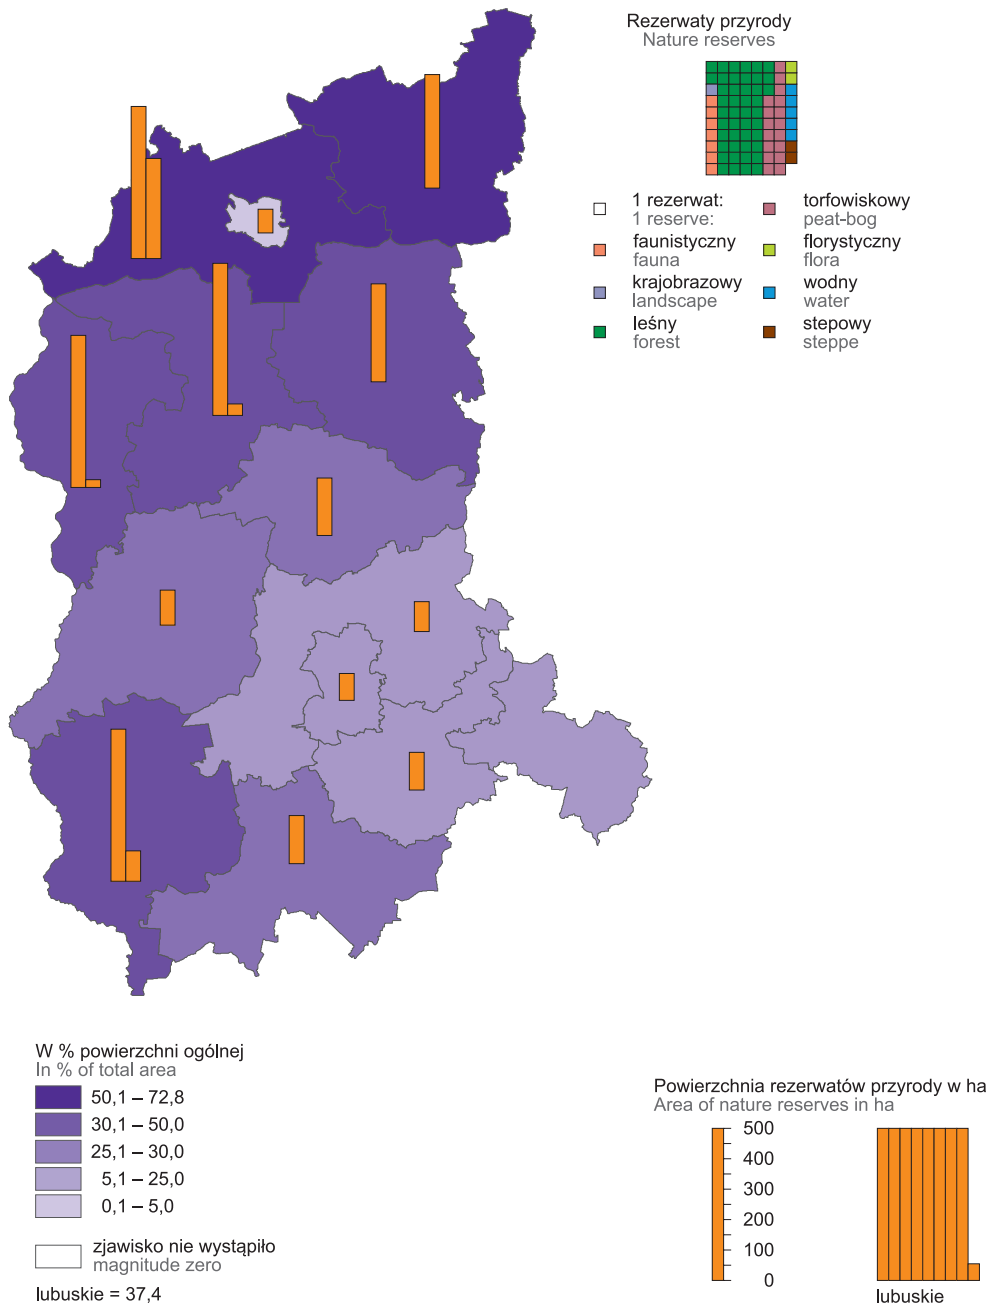 Rezerwaty przyrody
Nature reserves
1 rezerwat:
1 reserve:
faunistyczny
fauna
krajobrazowy
landscape
leśny
forest
torfowiskowy
peat-bog
florystyczny
flora
wodny
water
stepowy
steppe
W % powierzchni ogólnej
In % of total area
50,1 – 72,8
30,1 – 50,0
25,1 – 30,0
5,1 – 25,0
0,1 – 5,0
zjawisko nie wystąpiło
magnitude zero
lubuskie = 37,4
Powierzchnia rezerwatów przyrody w ha
Area of nature reserves in ha
500
400
300
200
100
0
lubuskie